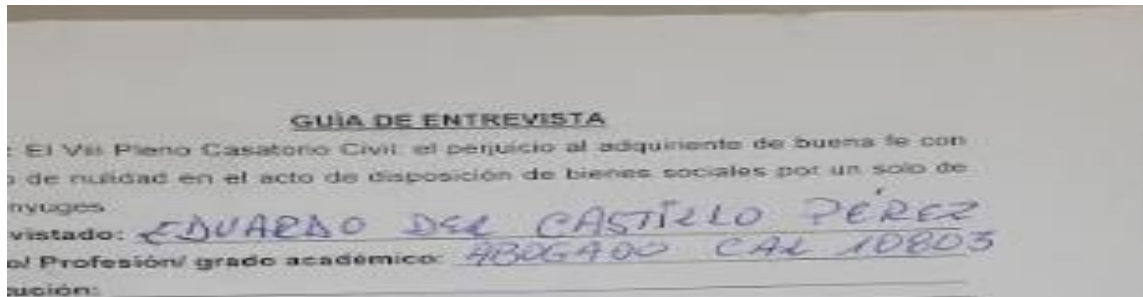 GUÍA DE ENTREVISTA
: El VIII Pleno Casatorio Civil: el perjuicio al adquiriente de buena fe con
o de nulidad en el acto de disposición de bienes sociales por un solo de
nyuges
vistado: EDUARDO DEL CASTILLO PÉREZ
o/ Profesión/ grado académico: ABOGADO CAL 10803
tución: